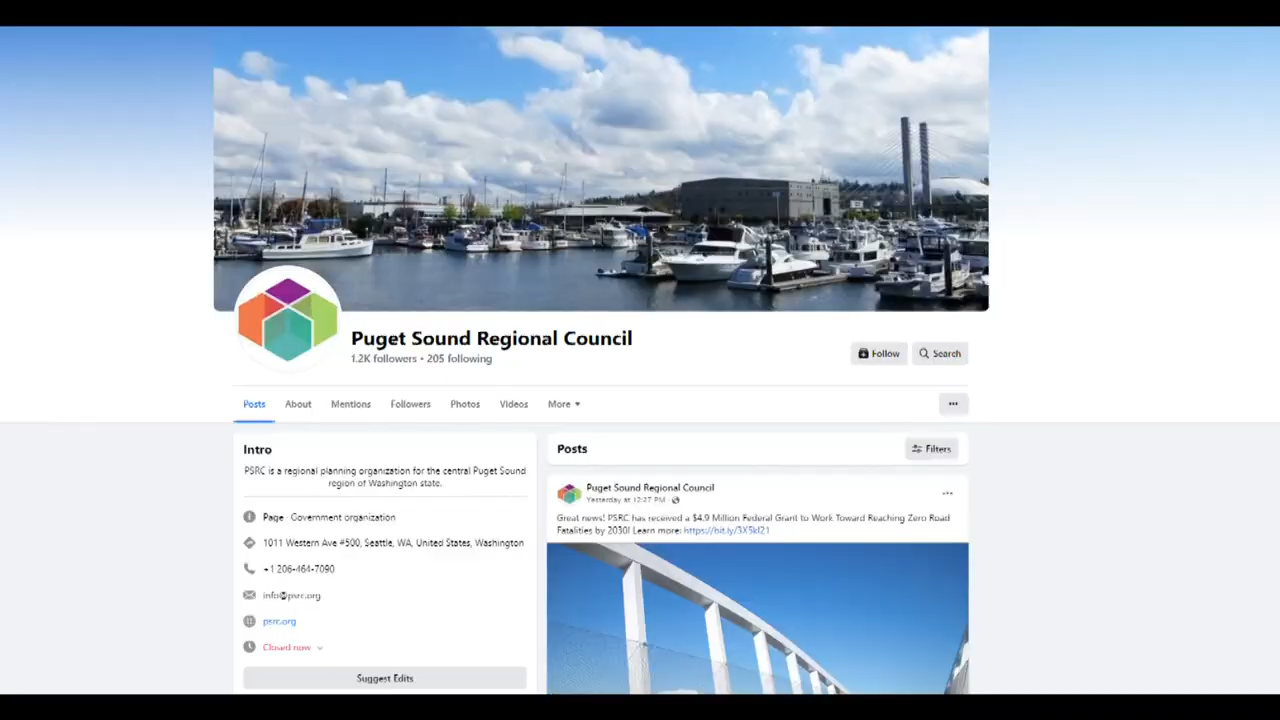 Puget Sound Regional Council
1.2K followers • 205 following
Follow
Search
Posts
About
Mentions
Followers
Photos
Videos
More
Intro
PSRC is a regional planning organization for the central Puget Sound
region of Washington state.
Page · Government organization
1011 Western Ave #500, Seattle, WA, United States, Washington
+1 206-464-7090
info@psrc.org
psrc.org
Closed now
Suggest Edits
Posts
Filters
Puget Sound Regional Council
Yesterday at 12:27 PM ·
Great news! PSRC has received a $4.9 Million Federal Grant to Work Toward Reaching Zero Road
Fatalities by 2030! Learn more: https://bit.ly/3X5kl21